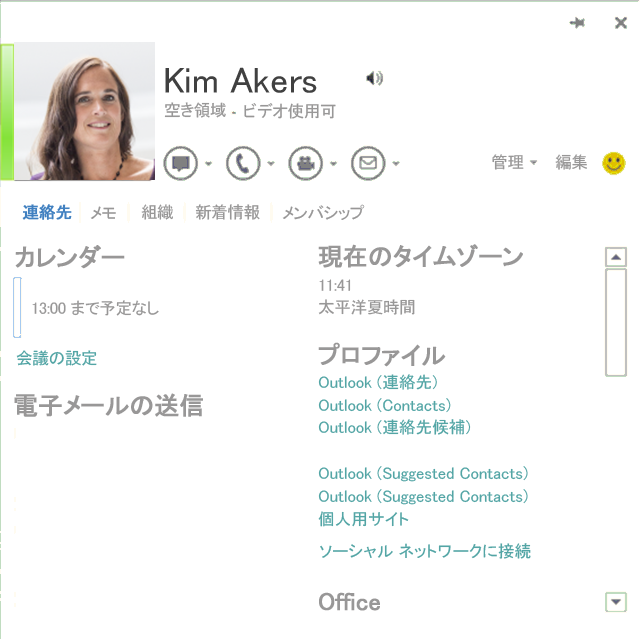 Kim Akers
空き領域 - ビデオ使用可
管理 編集
連絡先 メモ 組織 新着情報 メンバシップ
カレンダー
13:00 まで予定なし
会議の設定
電子メールの送信
現在のタイムゾーン
11:41
太平洋夏時間
プロファイル
Outlook (連絡先)
Outlook (Contacts)
Outlook (連絡先候補)
Outlook (Suggested Contacts)
Outlook (Suggested Contacts)
個人用サイト
ソーシャル ネットワークに接続
Office